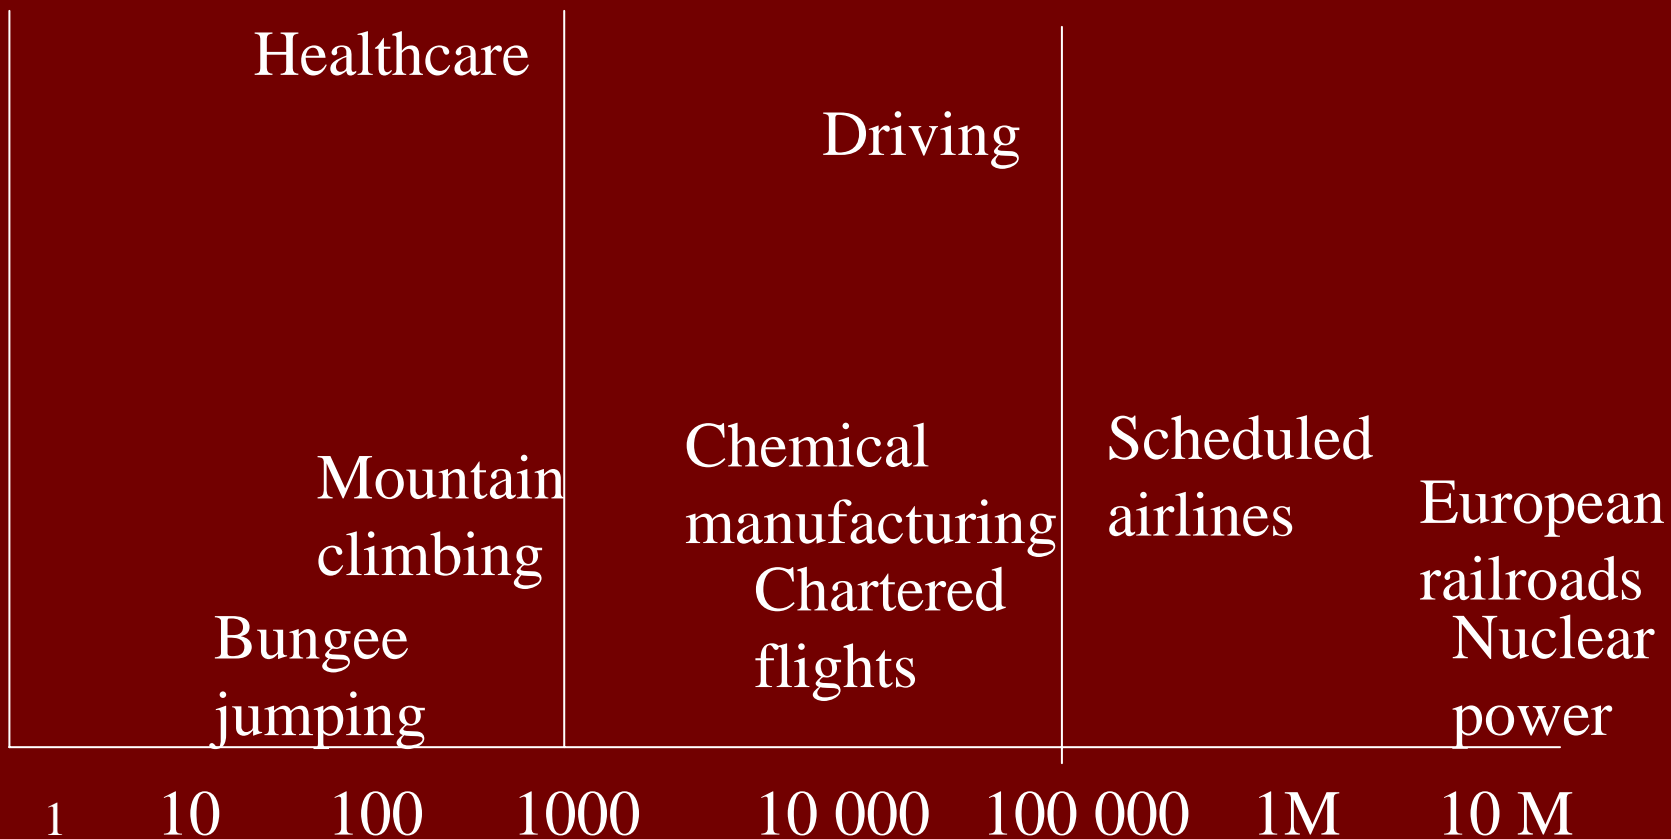 Healthcare
Driving
Mountain
climbing
Bungee
jumping
Chemical
manufacturing
Chartered
flights
Scheduled
airlines
European
railroads
Nuclear
power
1 10 100 1000 10 000 100 000 1M 10 M